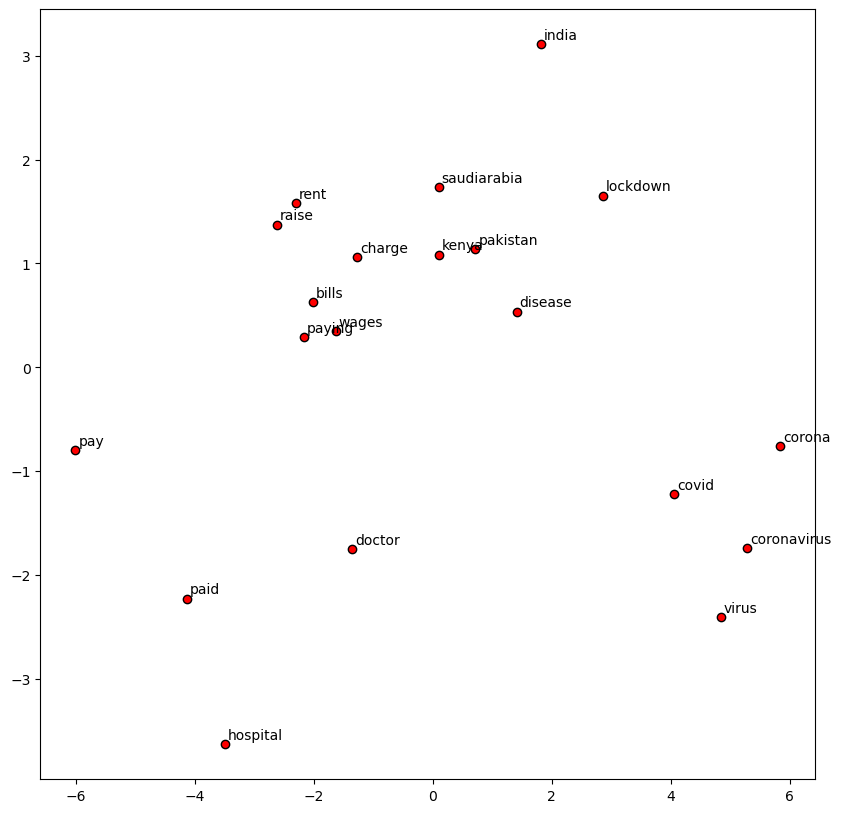 india
3
saudiarabia
lockdown
2
rent
raise
kenya
pakistan
charge
1
bills
disease
wages
paying
0
pay
corona
−1
covid
doctor
coronavirus
−2
paid
virus
−3
hospital
−6
−4
−2
0
2
4
6